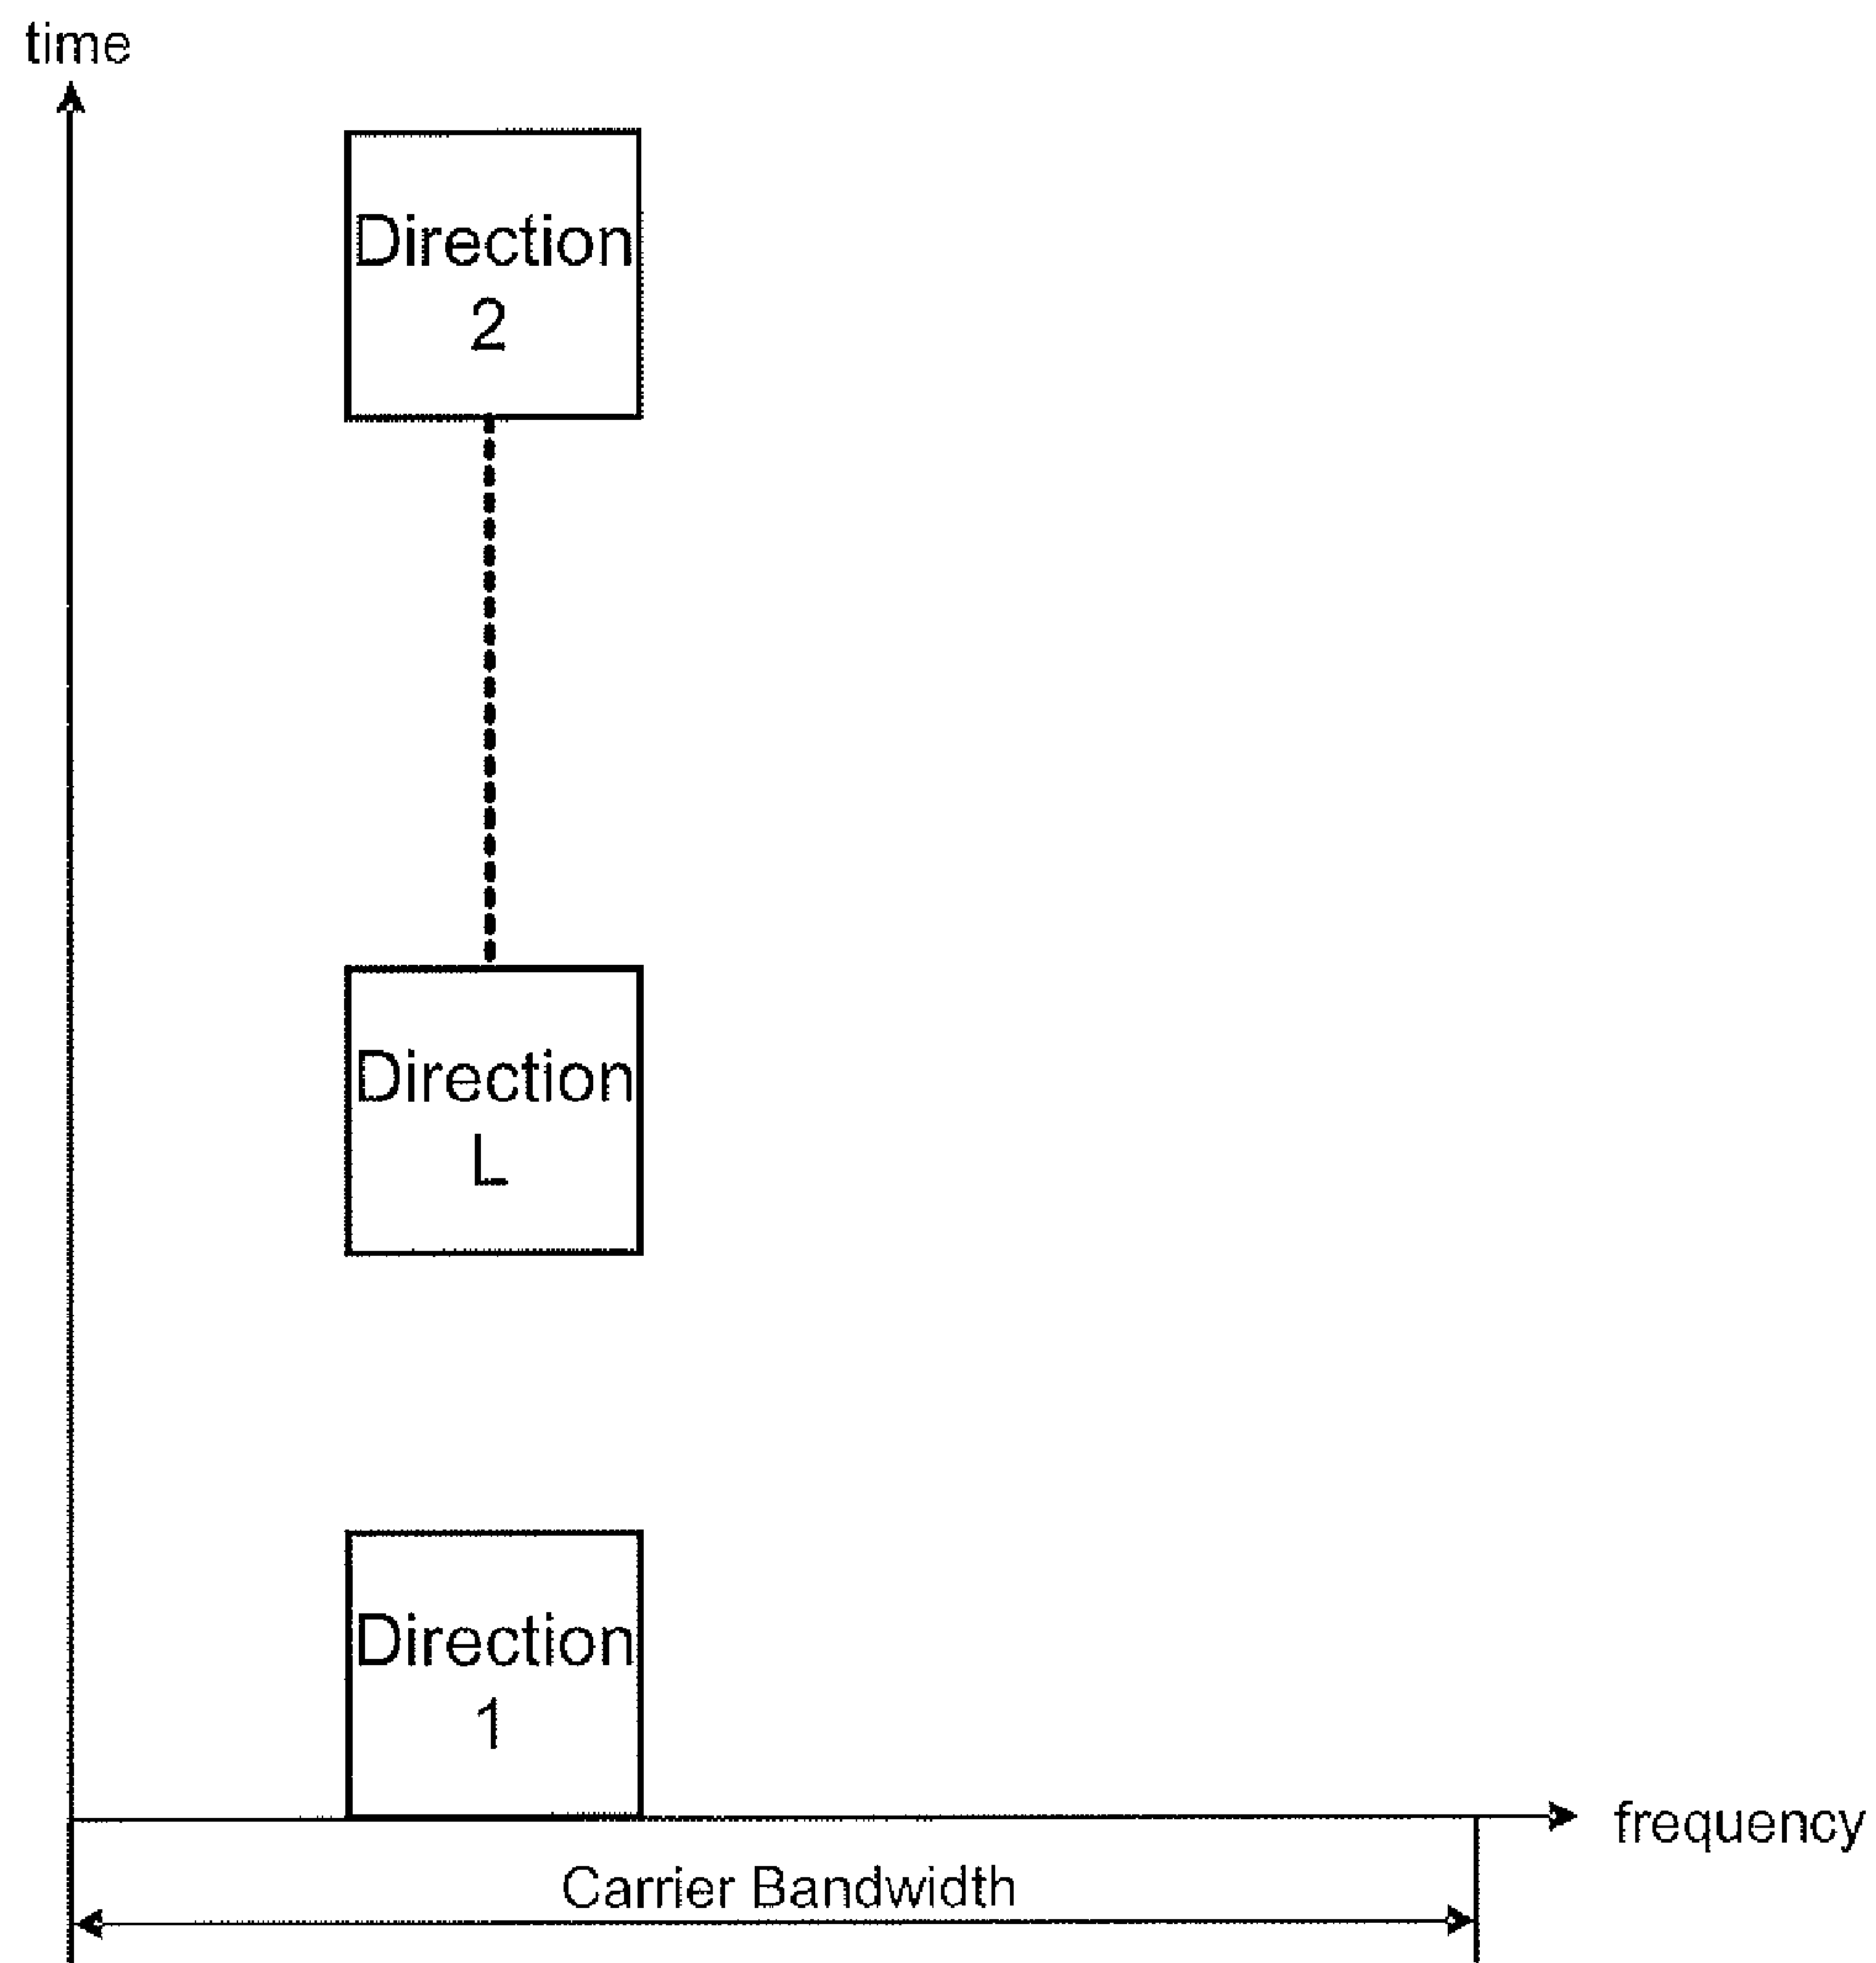 time
Direction
2
Direction
L
Direction
1
frequency
Carrier Bandwidth